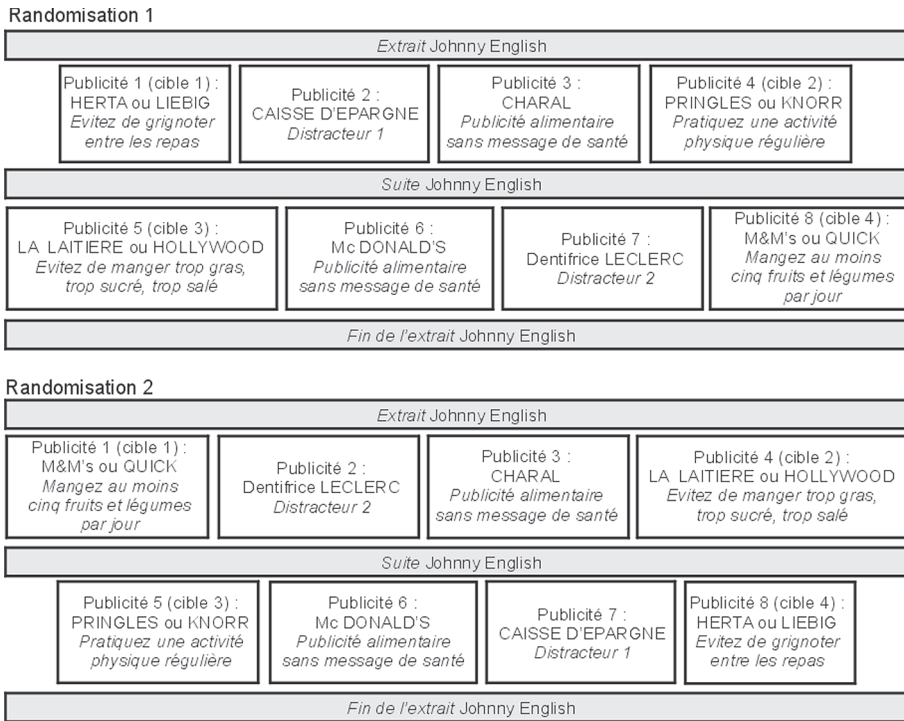 Randomisation 1
Extrait Johnny English
Publicité 1 (cible 1) :
HERTA ou LIEBIG
Evitez de grignoter
entre les repas
Publicité 2 :
CAISSE D'EPARGNE
Distracteur 1
Publicité 3 :
CHARAL
Publicité alimentaire
sans message de santé
Publicité 4 (cible 2) :
PRINGLES ou KNORR
Pratiquez une activité
physique régulière
Suite Johnny English
Publicité 5 (cible 3) :
LA LAITIERE ou HOLLYWOOD
Evitez de manger trop gras,
trop sucré, trop salé
Publicité 6 :
Mc DONALD'S
Publicité alimentaire
sans message de santé
Publicité 7 :
Dentifrice LECLERC
Distracteur 2
Publicité 8 (cible 4) :
M&M's ou QUICK
Mangez au moins
cinq fruits et légumes
par jour
Fin de l'extrait Johnny English
Randomisation 2
Extrait Johnny English
Publicité 1 (cible 1) :
M&M's ou QUICK
Mangez au moins
cinq fruits et légumes
par jour
Publicité 2 :
Dentifrice LECLERC
Distracteur 2
Publicité 3 :
CHARAL
Publicité alimentaire
sans message de santé
Publicité 4 (cible 2) :
LA LAITIERE ou HOLLYWOOD
Evitez de manger trop gras,
trop sucré, trop salé
Suite Johnny English
Publicité 5 (cible 3) :
PRINGLES ou KNORR
Pratiquez une activité
physique régulière
Publicité 6 :
Mc DONALD'S
Publicité alimentaire
sans message de santé
Publicité 7 :
CAISSE D'EPARGNE
Distracteur 1
Publicité 8 (cible 4) :
HERTA ou LIEBIG
Evitez de grignoter
entre les repas
Fin de l'extrait Johnny English